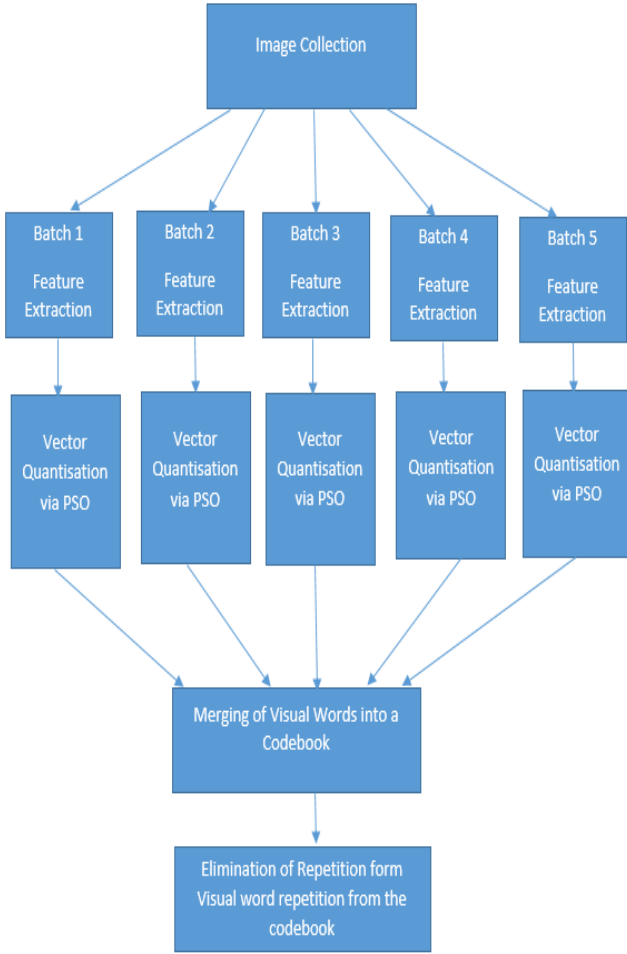 Image Collection
Batch 1
Feature
Extraction
Batch 2
Feature
Extraction
Batch 3
Feature
Extraction
Batch 4
Feature
Extraction
Batch 5
Feature
Extraction
Vector
Quantisation
via PSO
Vector
Quantisation
via PSO
Vector
Quantisation
via PSO
Vector
Quantisation
via PSO
Vector
Quantisation
via PSO
Merging of Visual Words into a
Codebook
Elimination of Repetition form
Visual word repetition from the
codebook